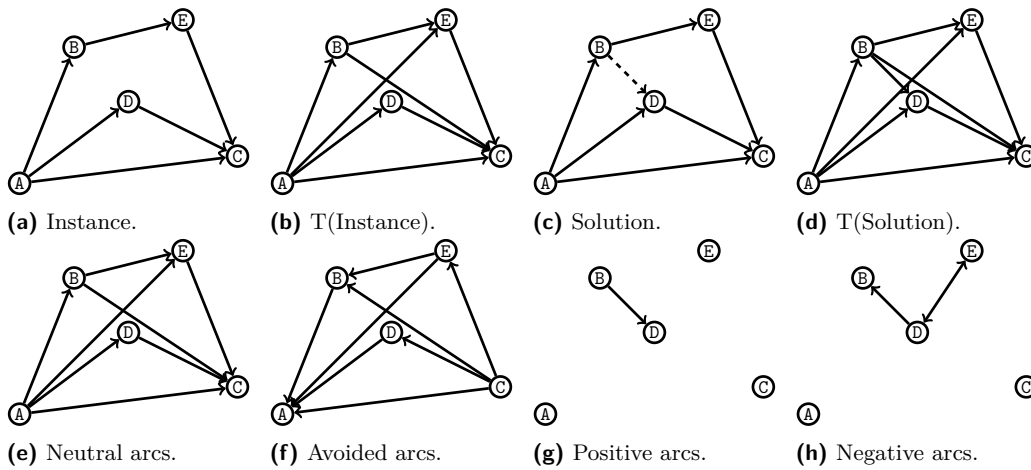 E
B
D
C
A
E
B
D
C
A
E
B
D
C
A
E
B
D
C
A
(a) Instance.
(b) T(Instance).
(c) Solution.
(d) T(Solution).
E
B
D
C
A
E
B
D
C
A
E
B
D
C
A
E
B
D
C
A
(e) Neutral arcs.
(f) Avoided arcs.
(g) Positive arcs.
(h) Negative arcs.